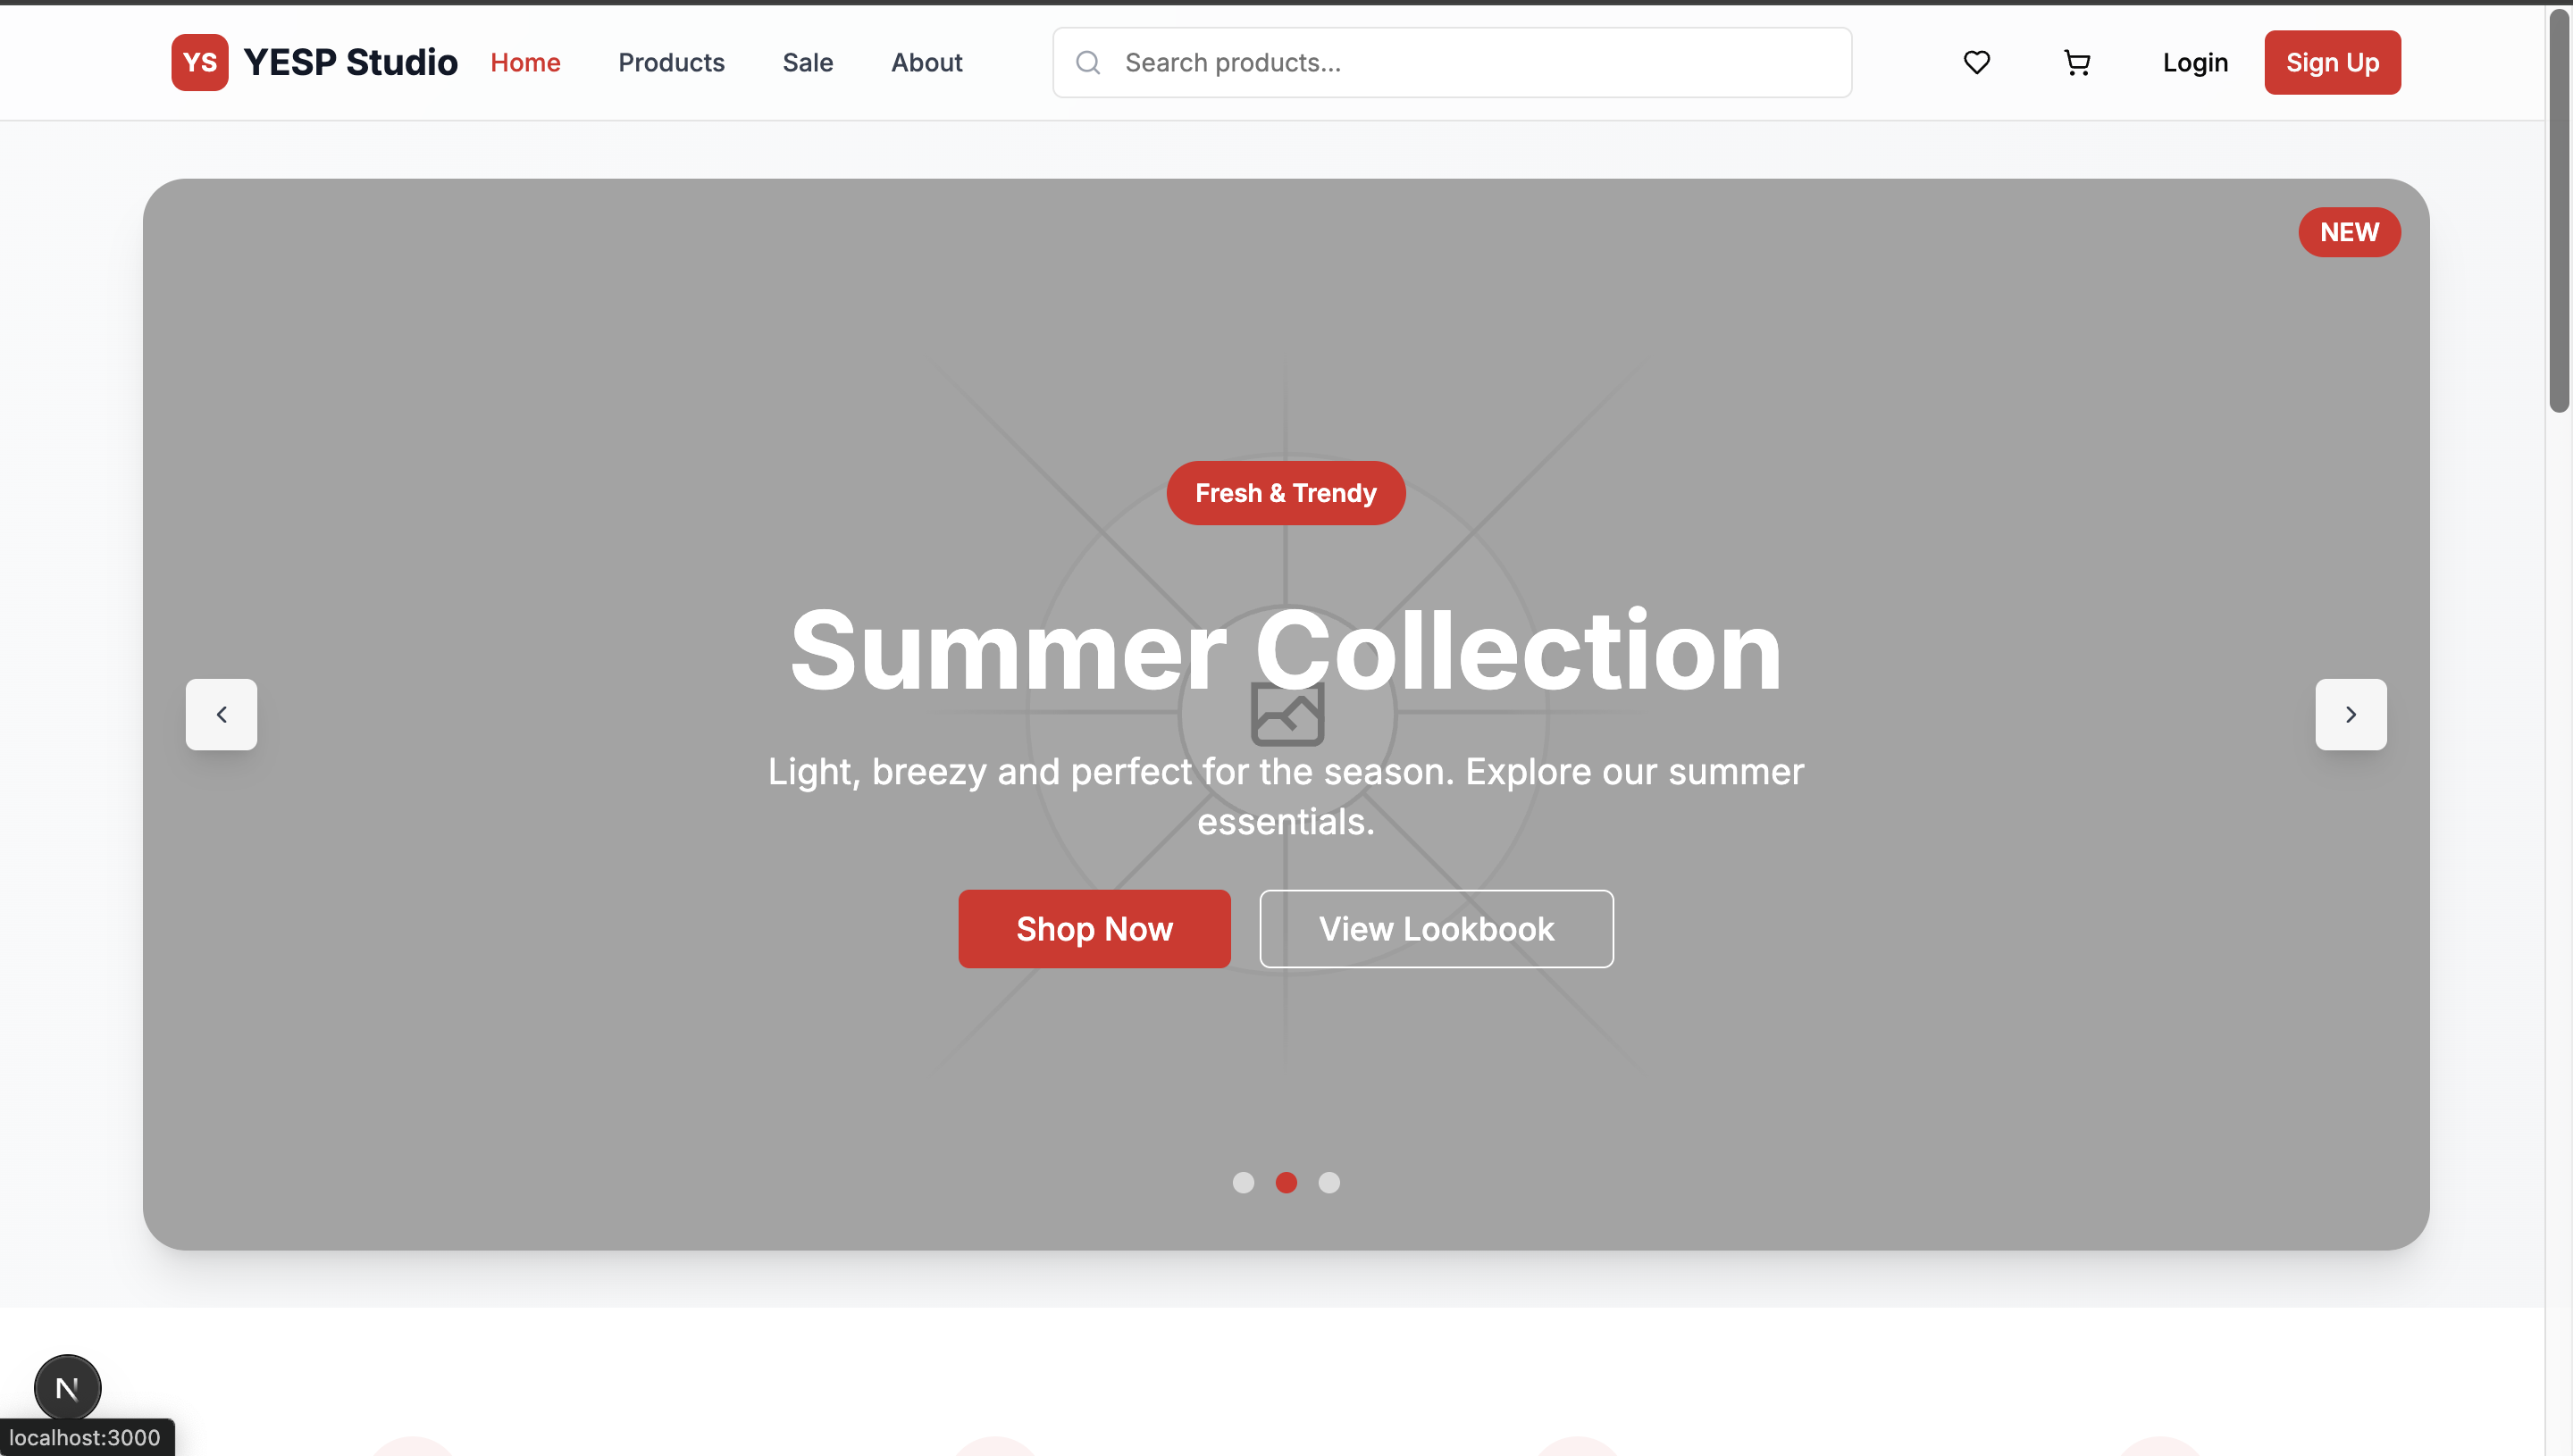 YS YESP Studio Home Products Sale About Search products... Login Sign Up
NEW
Fresh & Trendy
Summer Collection
Light, breezy and perfect for the season. Explore our summer
essentials.
Shop Now View Lookbook
N
localhost:3000